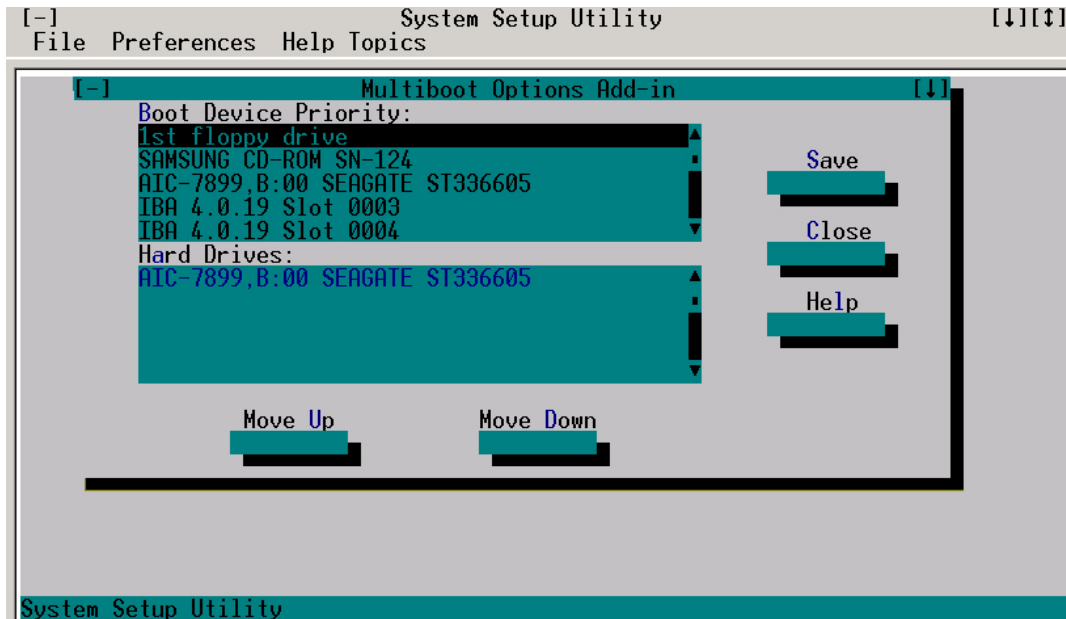 [-] System Setup Utility [↓][↕]
File Preferences Help Topics
[-] Multiboot Options Add-in [↓]
Boot Device Priority:
1st floppy drive
SAMSUNG CD-ROM SN-124
AIC-7899,B:00 SEAGATE ST336605
IBA 4.0.19 Slot 0003
IBA 4.0.19 Slot 0004
Hard Drives:
AIC-7899,B:00 SEAGATE ST336605
Save
Close
Help
Move Up Move Down
System Setup Utility